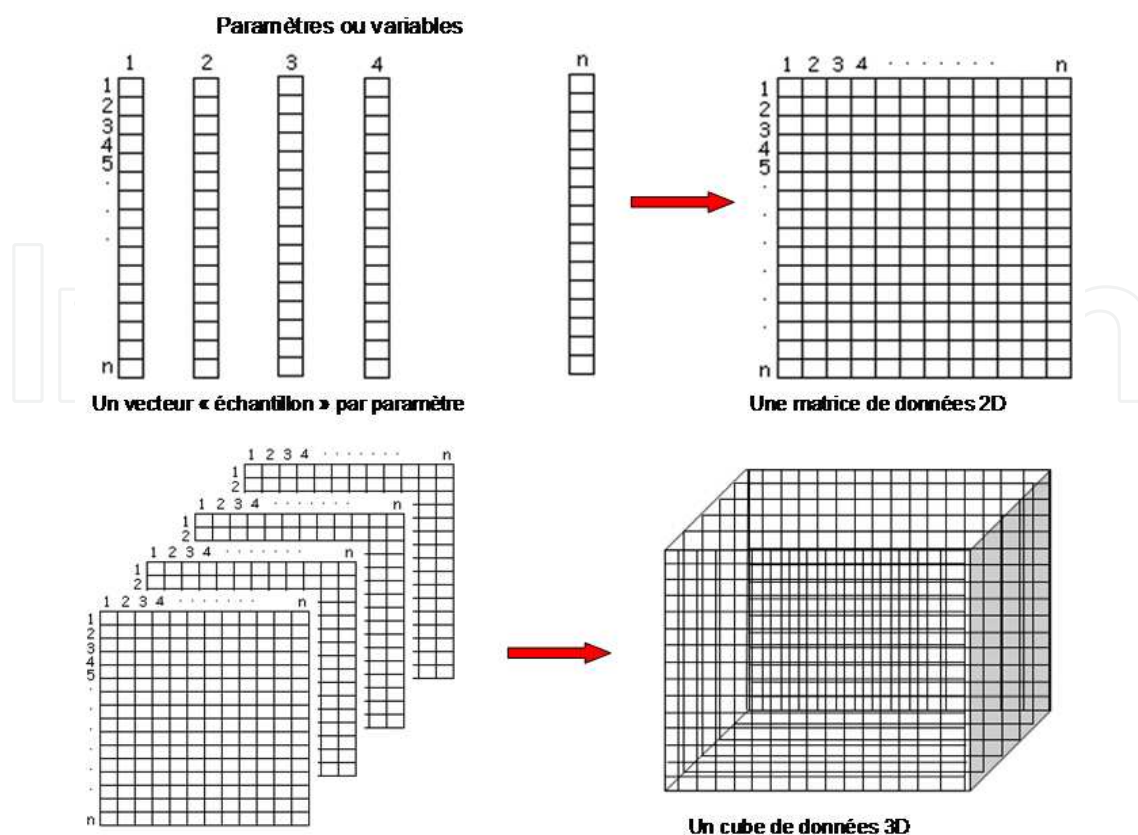 Paramètres ou variables
1 2 3 4 n
1
2
3
4
5
.
.
.
n
Un vecteur « échantillon » par paramètre
1 2 3 4 · · · · · · · · n
1
2
3
4
5
.
.
.
.
.
n
Une matrice de données 2D
1 2 3 4 · · · · · · · · n
1
2
1 2 3 4 · · · · · · · · n
1
2
1 2 3 4 · · · · · · · · n
1
2
1 2 3 4 · · · · · · · · n
1
2
3
4
5
.
.
.
.
.
n
Un cube de données 3D